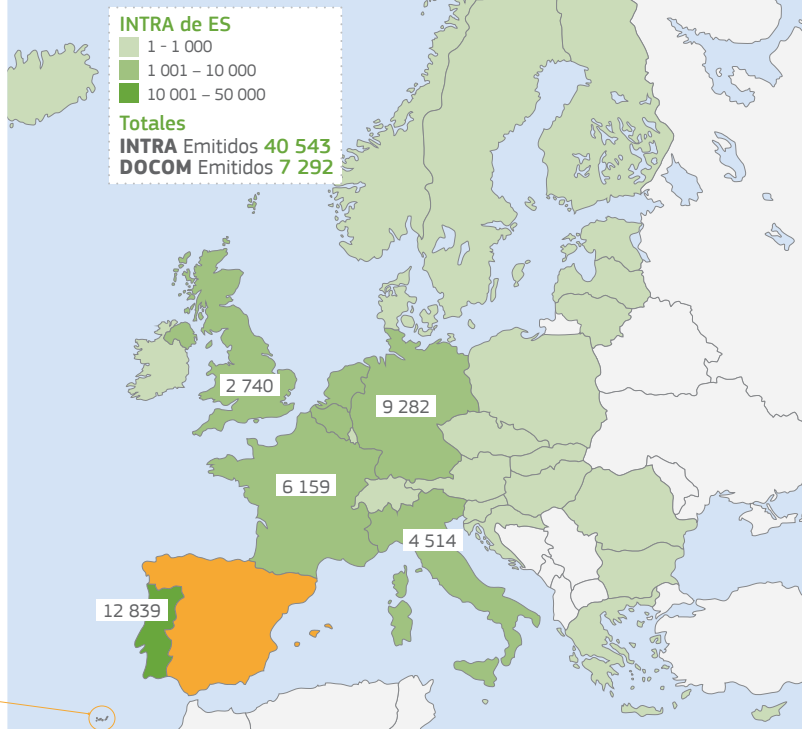 INTRA de ES
1 - 1 000
1 001 – 10 000
10 001 – 50 000
Totales
INTRA Emitidos 40 543
DOCOM Emitidos 7 292
2 740
9 282
6 159
4 514
12 839